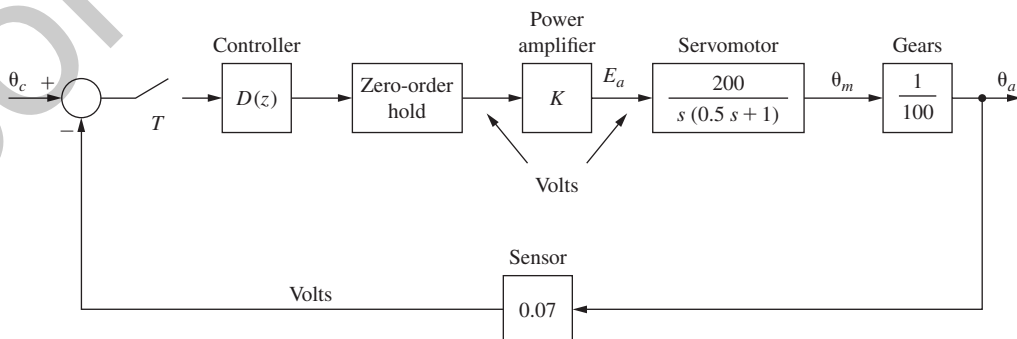 Power
Controller
amplifier
Servomotor
Gears
θc
+
D(z)
Zero-order
hold
K
Ea
200
s (0.5 s + 1)
θm
1
100
θa
−
T
Volts
Sensor
Volts
0.07